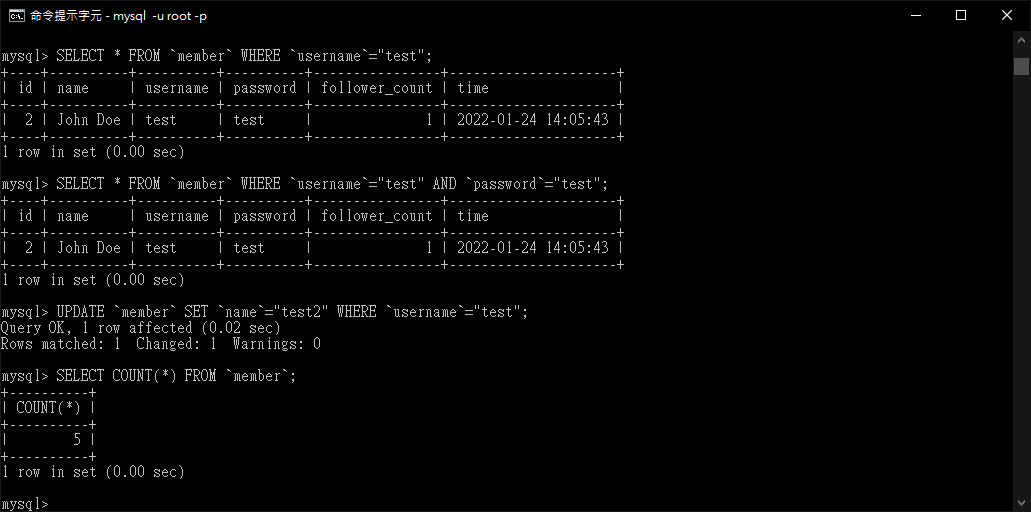 命令提示字元 - mysql  -u root -p
mysql> SELECT * FROM `member` WHERE `username`="test";
+----+----------+----------+----------+----------------+---------------------+
| id | name     | username | password | follower_count | time                |
+----+----------+----------+----------+----------------+---------------------+
|  2 | John Doe | test     | test     |              1 | 2022-01-24 14:05:43 |
+----+----------+----------+----------+----------------+---------------------+
1 row in set (0.00 sec)
mysql> SELECT * FROM `member` WHERE `username`="test" AND `password`="test";
+----+----------+----------+----------+----------------+---------------------+
| id | name     | username | password | follower_count | time                |
+----+----------+----------+----------+----------------+---------------------+
|  2 | John Doe | test     | test     |              1 | 2022-01-24 14:05:43 |
+----+----------+----------+----------+----------------+---------------------+
1 row in set (0.00 sec)
mysql> UPDATE `member` SET `name`="test2" WHERE `username`="test";
Query OK, 1 row affected (0.02 sec)
Rows matched: 1  Changed: 1  Warnings: 0
mysql> SELECT COUNT(*) FROM `member`;
+----------+
| COUNT(*) |
+----------+
|        5 |
+----------+
1 row in set (0.00 sec)
mysql>